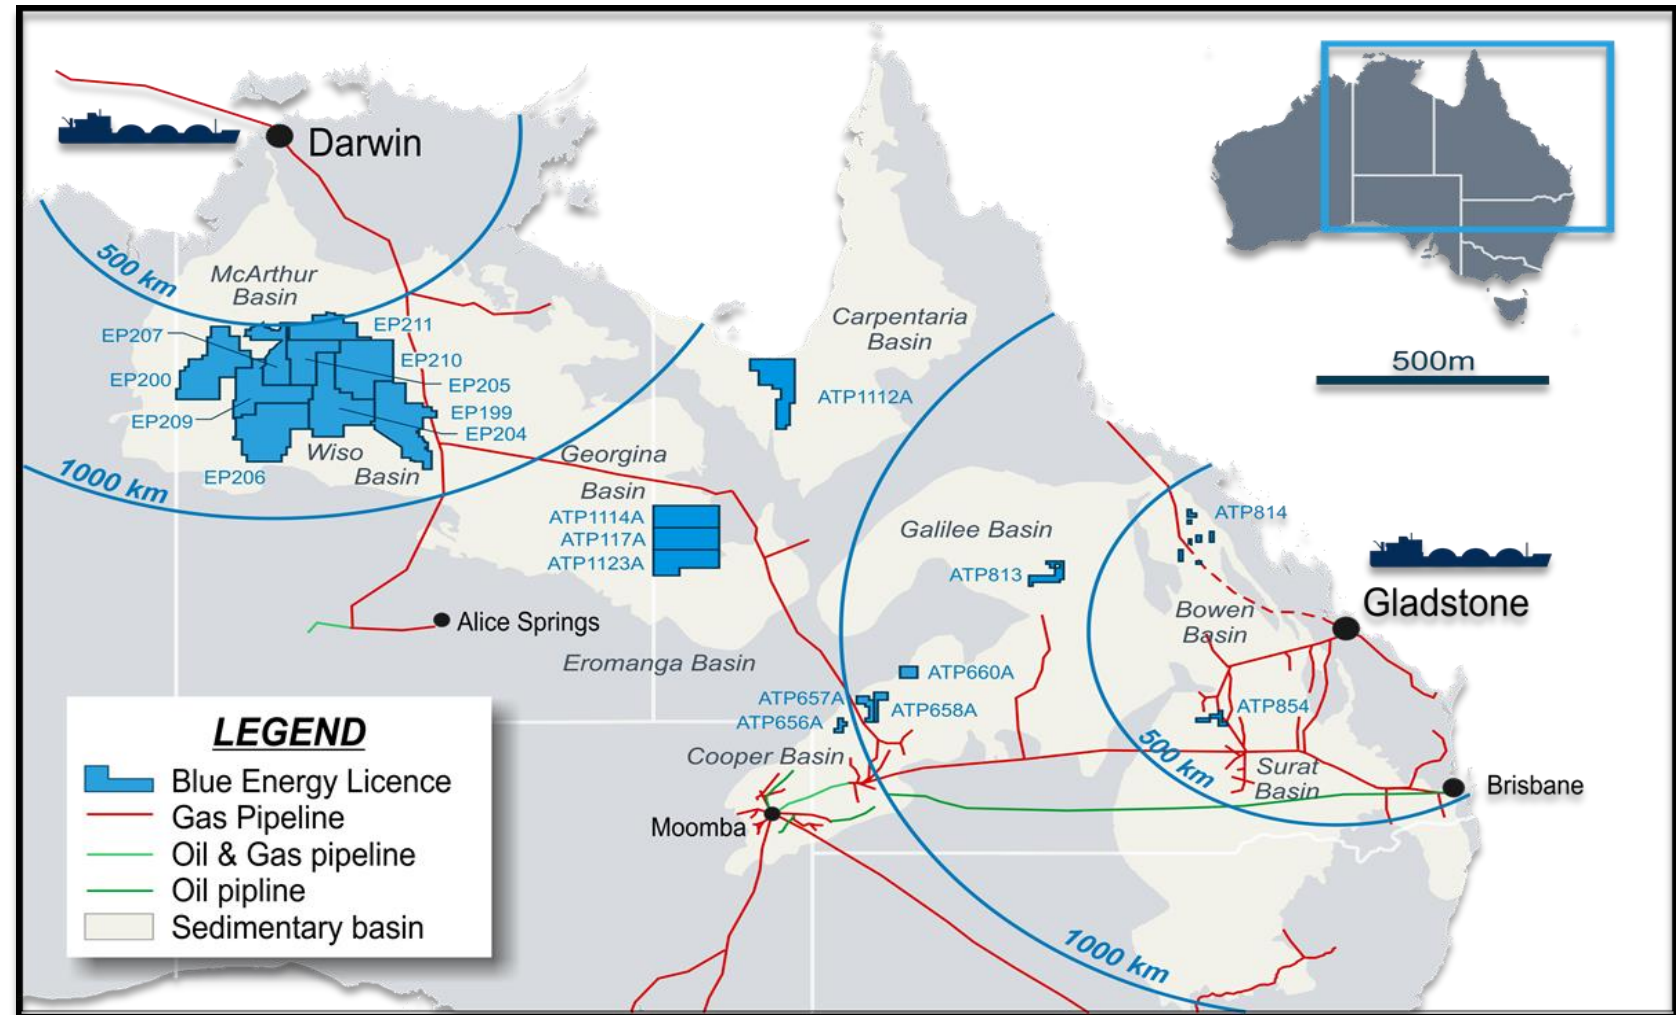 Darwin
500 km
McArthur
Basin
EP207
EP211
EP200
EP210
EP205
EP209
EP199
EP204
EP206
Wiso
Basin
1000 km
Georgina
Basin
ATP1114A
ATP117A
ATP1123A
Alice Springs
Eromanga Basin
Carpentaria
Basin
ATP1112A
500m
Galilee Basin
ATP813
ATP814
Bowen
Basin
Gladstone
ATP660A
ATP657A
ATP658A
ATP656A
ATP854
Cooper Basin
500 km
Surat
Basin
Brisbane
Moomba
1000 km
LEGEND
Blue Energy Licence
Gas Pipeline
Oil & Gas pipeline
Oil pipline
Sedimentary basin